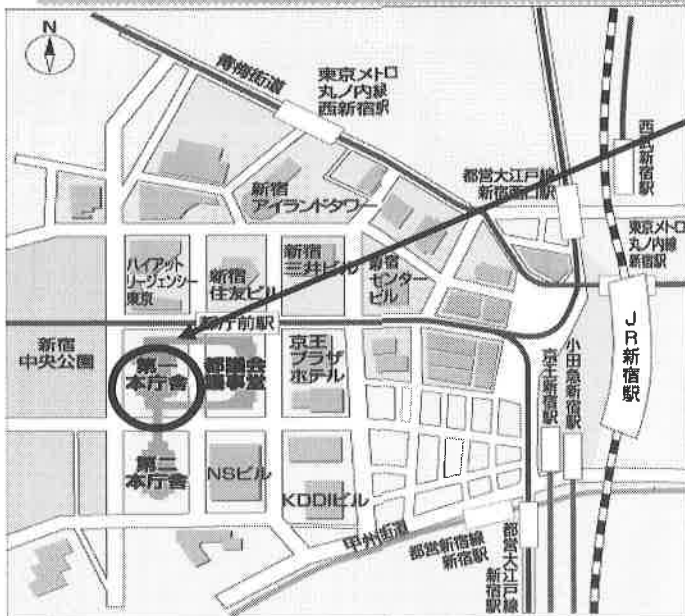 N
青梅街道
東京メトロ
丸ノ内線
西新宿駅
西武新宿駅
都営大江戸線
新宿西口駅
新宿
アイランドタワー
東京メトロ
丸ノ内線
新宿駅
ハイアット
リージェンシー
東京
新宿
住友ビル
新宿
三井ビル
新宿
センター
ビル
都庁前駅
JR新宿駅
新宿
中央公園
第一
本庁舎
都議会
議事堂
京王
プラザ
ホテル
小田急新宿駅
京王新宿駅
第二
本庁舎
NSビル
KDDIビル
甲州街道
都営新宿線
新宿駅
都営大江戸線
新宿駅